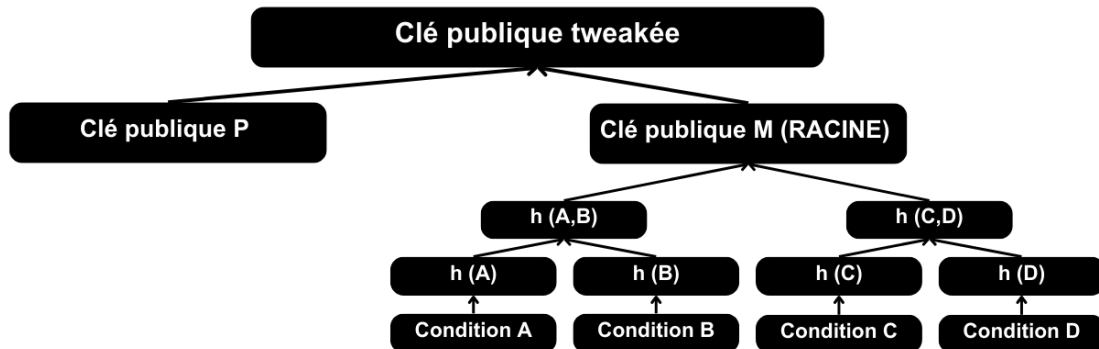 Clé publique tweakée
Clé publique P
Clé publique M (RACINE)
h (A,B)
h (C,D)
h (A)
h (B)
h (C)
h (D)
Condition A
Condition B
Condition C
Condition D